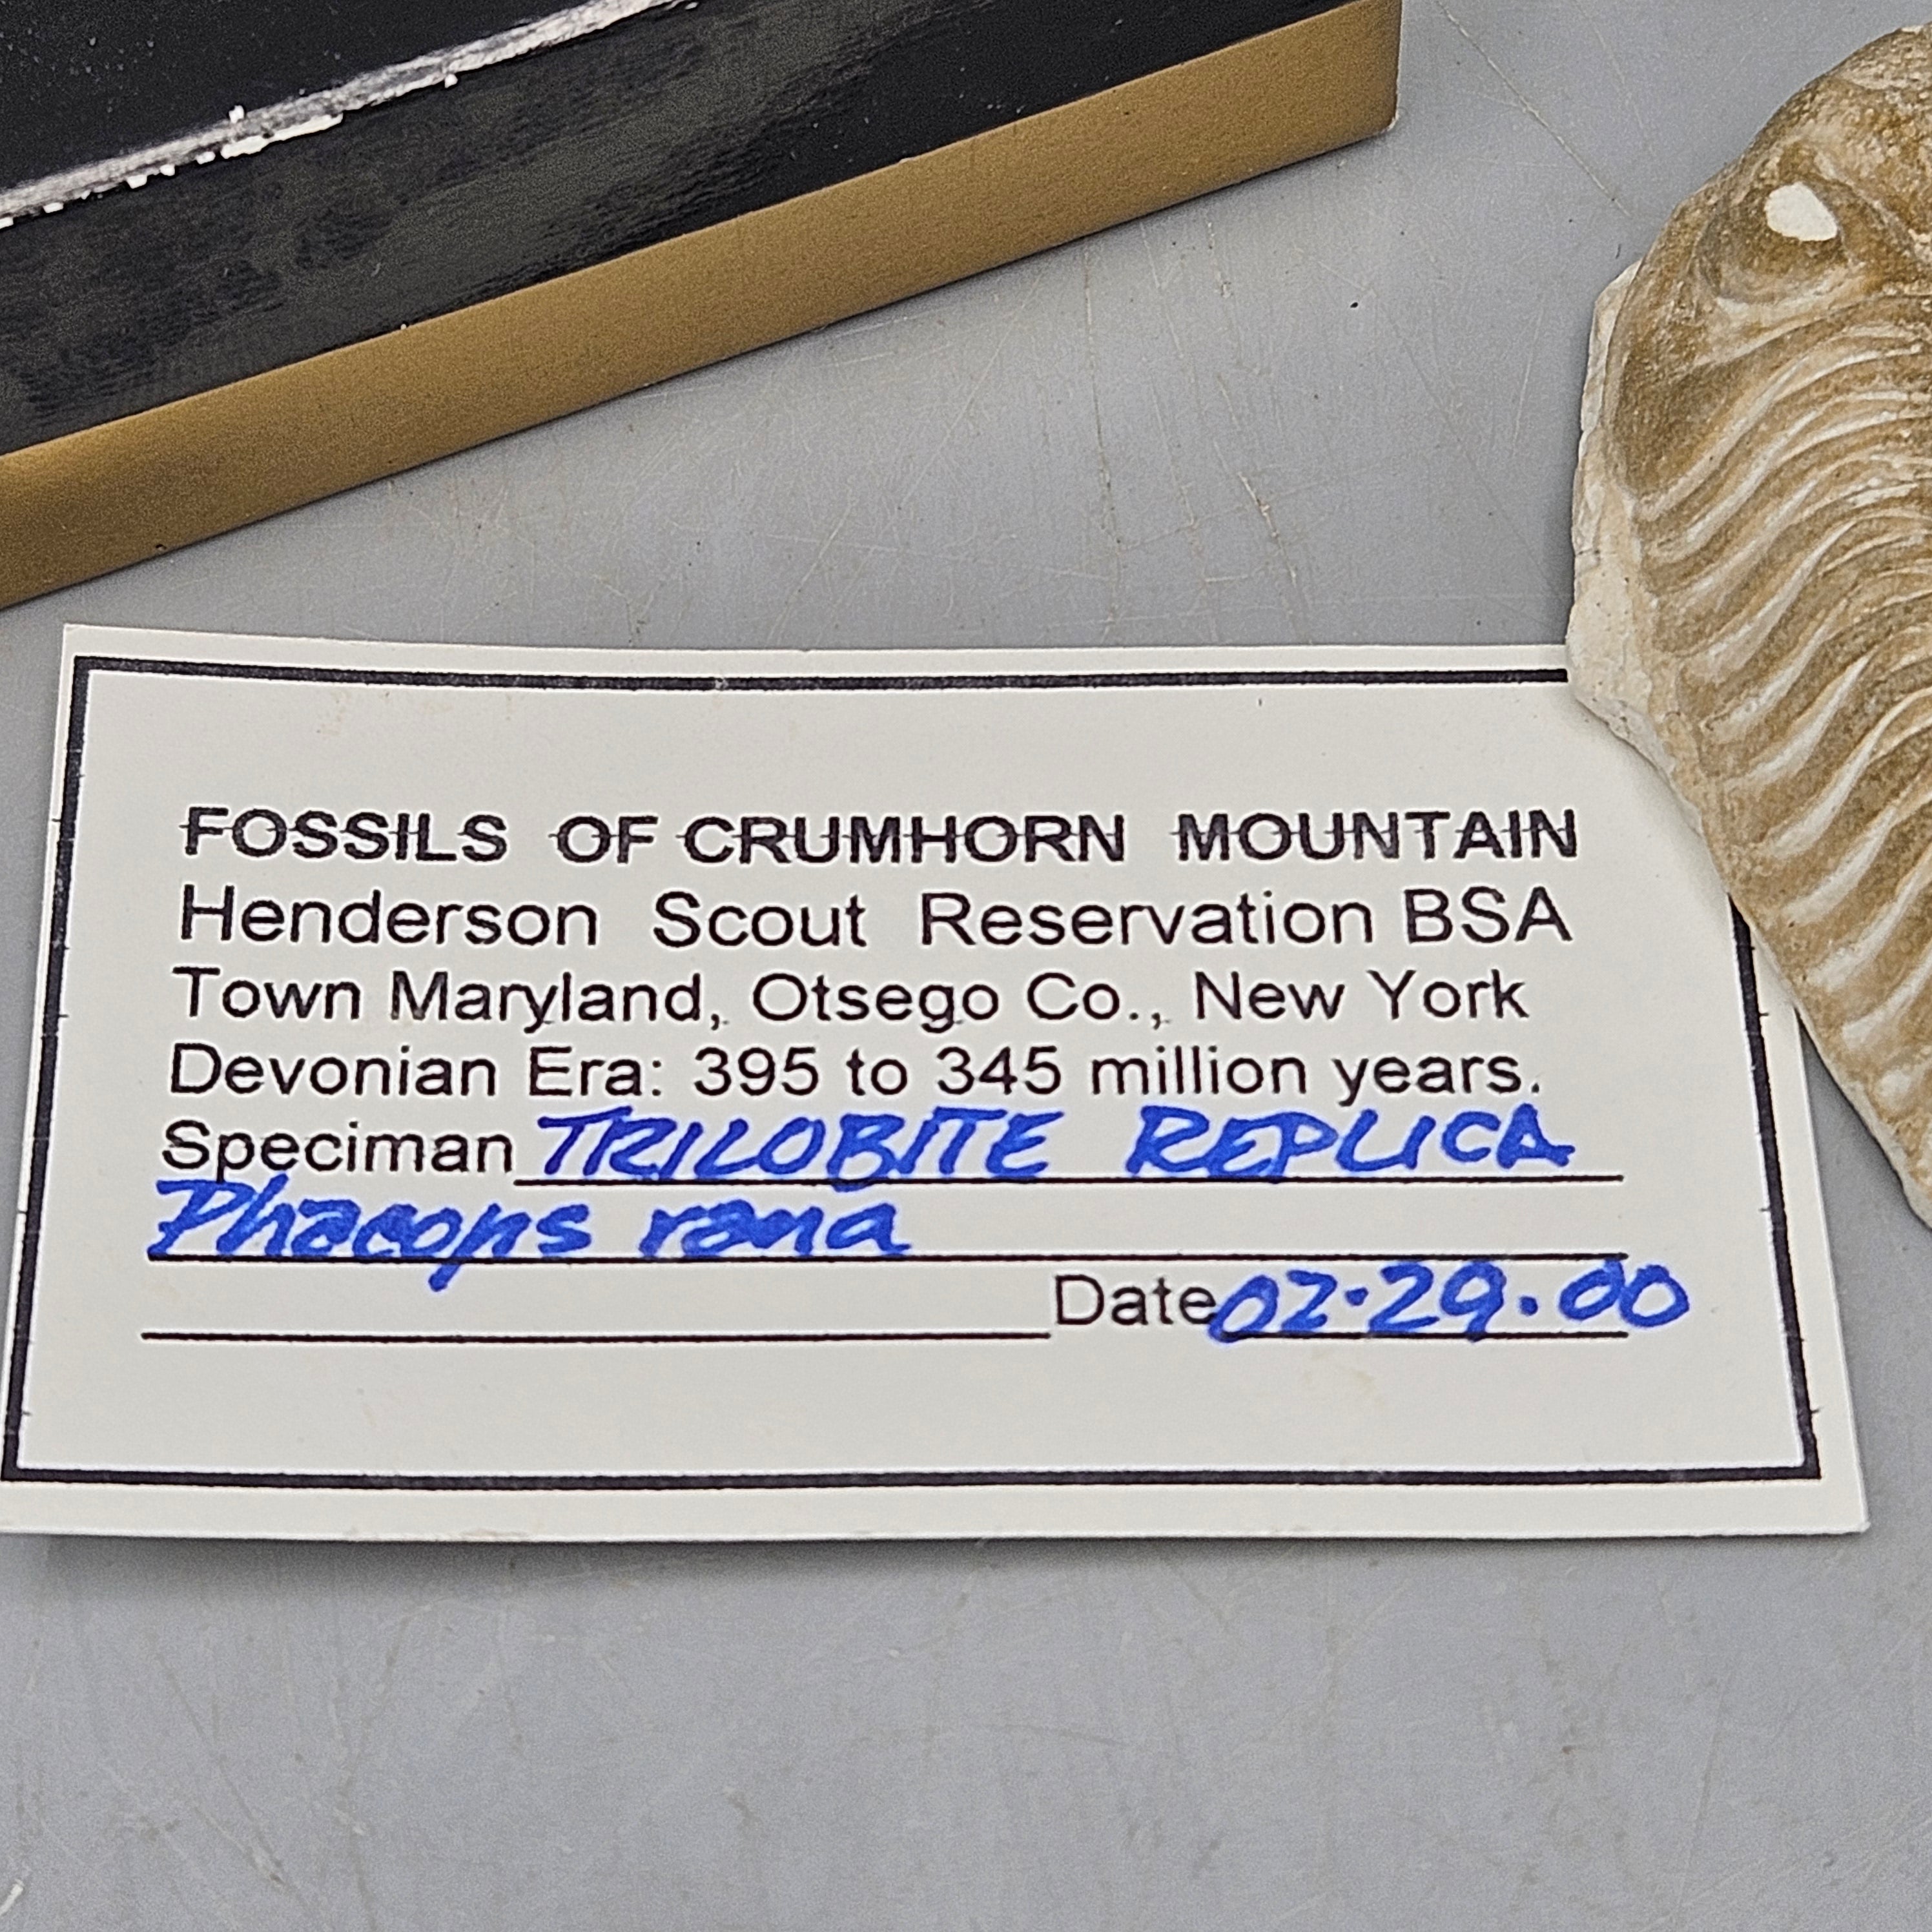 FOSSILS OF CRUMHORN MOUNTAIN
Henderson Scout Reservation BSA
Town Maryland, Otsego Co., New York
Devonian Era: 395 to 345 million years.
Speciman TRILOBITE REPLICA
Phacops rana
Date 02·29·00